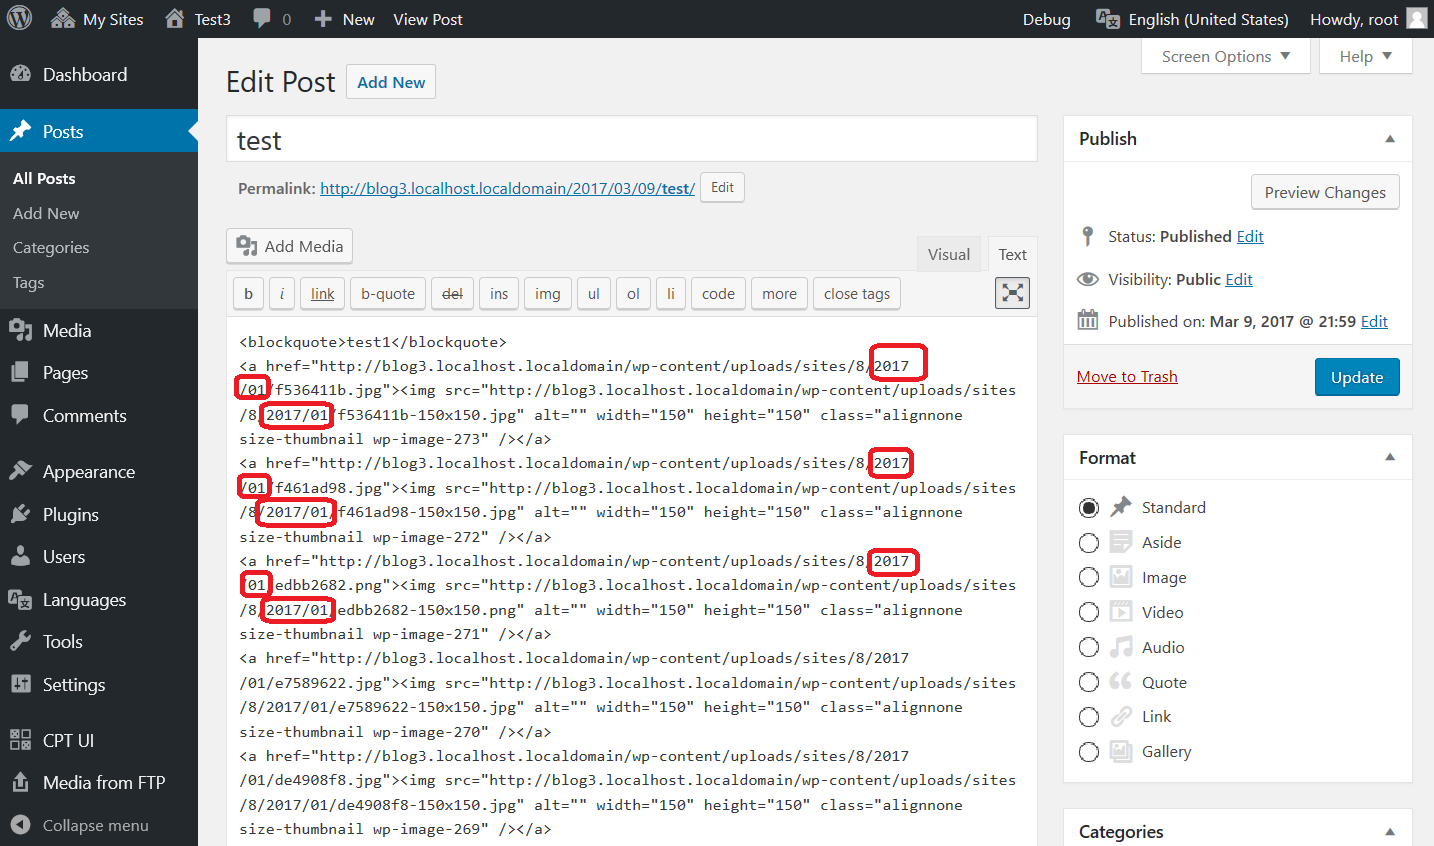 My Sites Test3 0 New View Post Debug English (United States) Howdy, root
Screen Options Help
Dashboard
Posts
All Posts
Add New
Categories
Tags
Media
Pages
Comments
Appearance
Plugins
Users
Languages
Tools
Settings
CPT UI
Media from FTP
Collapse menu
Edit Post Add New
test
Permalink: http://blog3.localhost.localdomain/2017/03/09/test/ Edit
Add Media
Visual Text
b i link b-quote del ins img ul ol li code more close tags
<blockquote>test1</blockquote>
<a href="http://blog3.localhost.localdomain/wp-content/uploads/sites/8/2017
/01/f536411b.jpg"><img src="http://blog3.localhost.localdomain/wp-content/uploads/sites
/8/2017/01/f536411b-150x150.jpg" alt="" width="150" height="150" class="alignnone
size-thumbnail wp-image-273" /></a>
<a href="http://blog3.localhost.localdomain/wp-content/uploads/sites/8/2017
/01/f461ad98.jpg"><img src="http://blog3.localhost.localdomain/wp-content/uploads/sites
/8/2017/01/f461ad98-150x150.jpg" alt="" width="150" height="150" class="alignnone
size-thumbnail wp-image-272" /></a>
<a href="http://blog3.localhost.localdomain/wp-content/uploads/sites/8/2017
/01/edbb2682.png"><img src="http://blog3.localhost.localdomain/wp-content/uploads/sites
/8/2017/01/edbb2682-150x150.png" alt="" width="150" height="150" class="alignnone
size-thumbnail wp-image-271" /></a>
<a href="http://blog3.localhost.localdomain/wp-content/uploads/sites/8/2017
/01/e7589622.jpg"><img src="http://blog3.localhost.localdomain/wp-content/uploads/sites
/8/2017/01/e7589622-150x150.jpg" alt="" width="150" height="150" class="alignnone
size-thumbnail wp-image-270" /></a>
<a href="http://blog3.localhost.localdomain/wp-content/uploads/sites/8/2017
/01/de4908f8.jpg"><img src="http://blog3.localhost.localdomain/wp-content/uploads/sites
/8/2017/01/de4908f8-150x150.jpg" alt="" width="150" height="150" class="alignnone
size-thumbnail wp-image-269" /></a>
Publish
Preview Changes
Status: Published Edit
Visibility: Public Edit
Published on: Mar 9, 2017 @ 21:59 Edit
Move to Trash Update
Format
Standard
Aside
Image
Video
Audio
Quote
Link
Gallery
Categories